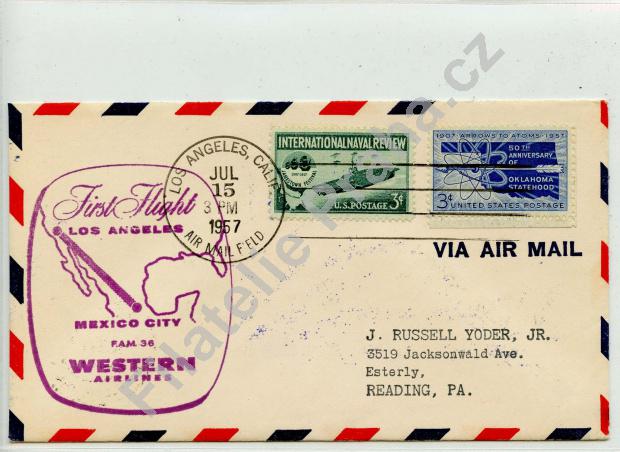 First Flight
LOS ANGELES
MEXICO CITY
F.A.M. 36
WESTERN
AIRLINES
LOS ANGELES, CALIF.
JUL
15
3 PM
1957
AIR MAIL FIELD
INTERNATIONAL NAVAL REVIEW
U.S. POSTAGE 3¢
1907·ARROWS TO ATOMS·1957
50TH
ANNIVERSARY
OF
OKLAHOMA
STATEHOOD
3¢ UNITED STATES POSTAGE
VIA AIR MAIL
J. RUSSELL YODER, JR.
3519 Jacksonwald Ave.
Esterly,
READING, PA.
Filatelie Praha.cz